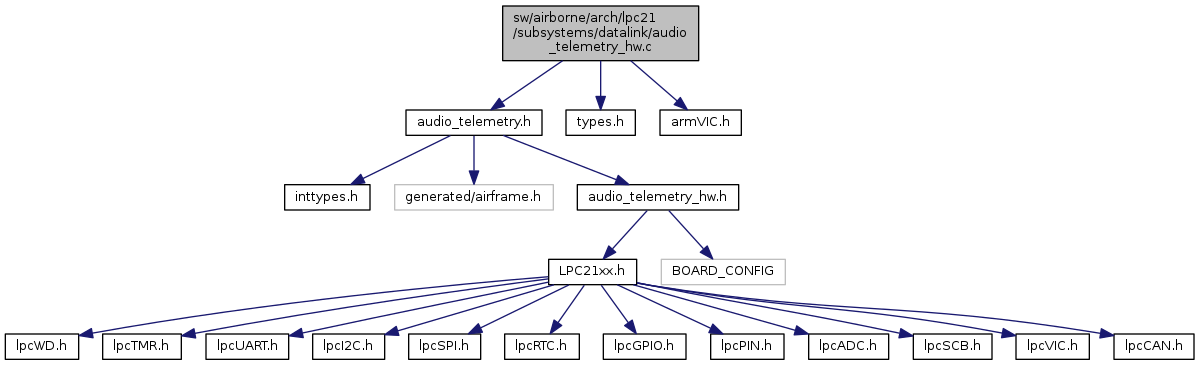 sw/airborne/arch/lpc21
/subsystems/datalink/audio
_telemetry_hw.c
audio_telemetry.h
types.h
armVIC.h
inttypes.h
generated/airframe.h
audio_telemetry_hw.h
LPC21xx.h
BOARD_CONFIG
lpcWD.h
lpcTMR.h
lpcUART.h
lpcI2C.h
lpcSPI.h
lpcRTC.h
lpcGPIO.h
lpcPIN.h
lpcADC.h
lpcSCB.h
lpcVIC.h
lpcCAN.h